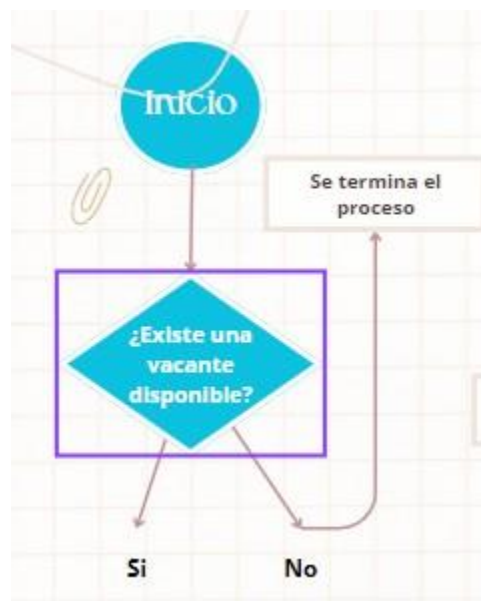 Inicio
Se termina el
proceso
¿Existe una
vacante
disponible?
Si
No